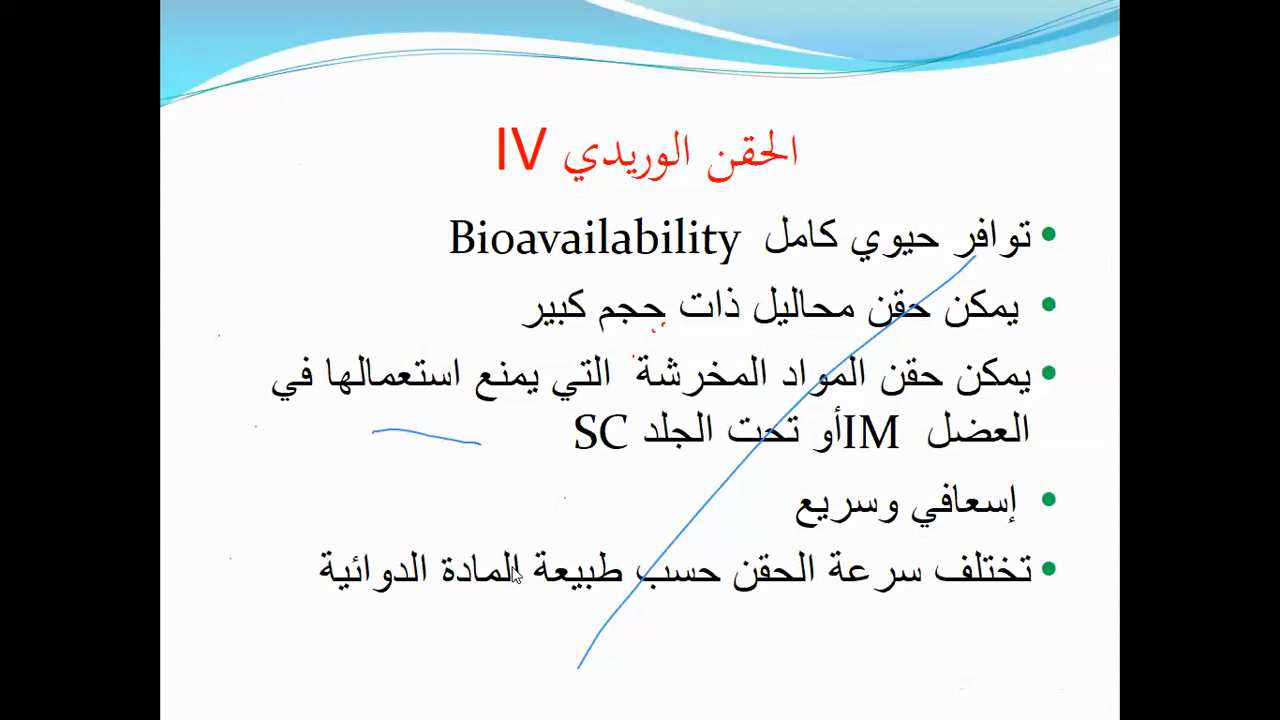 الحقن الوريدي IV
• توافر حيوي كامل Bioavailability
• يمكن حقن محاليل ذات حجم كبير
• يمكن حقن المواد المخرشة التي يمنع استعمالها في
العضل IM أو تحت الجلد SC
• إسعافي وسريع
• تختلف سرعة الحقن حسب طبيعة المادة الدوائية